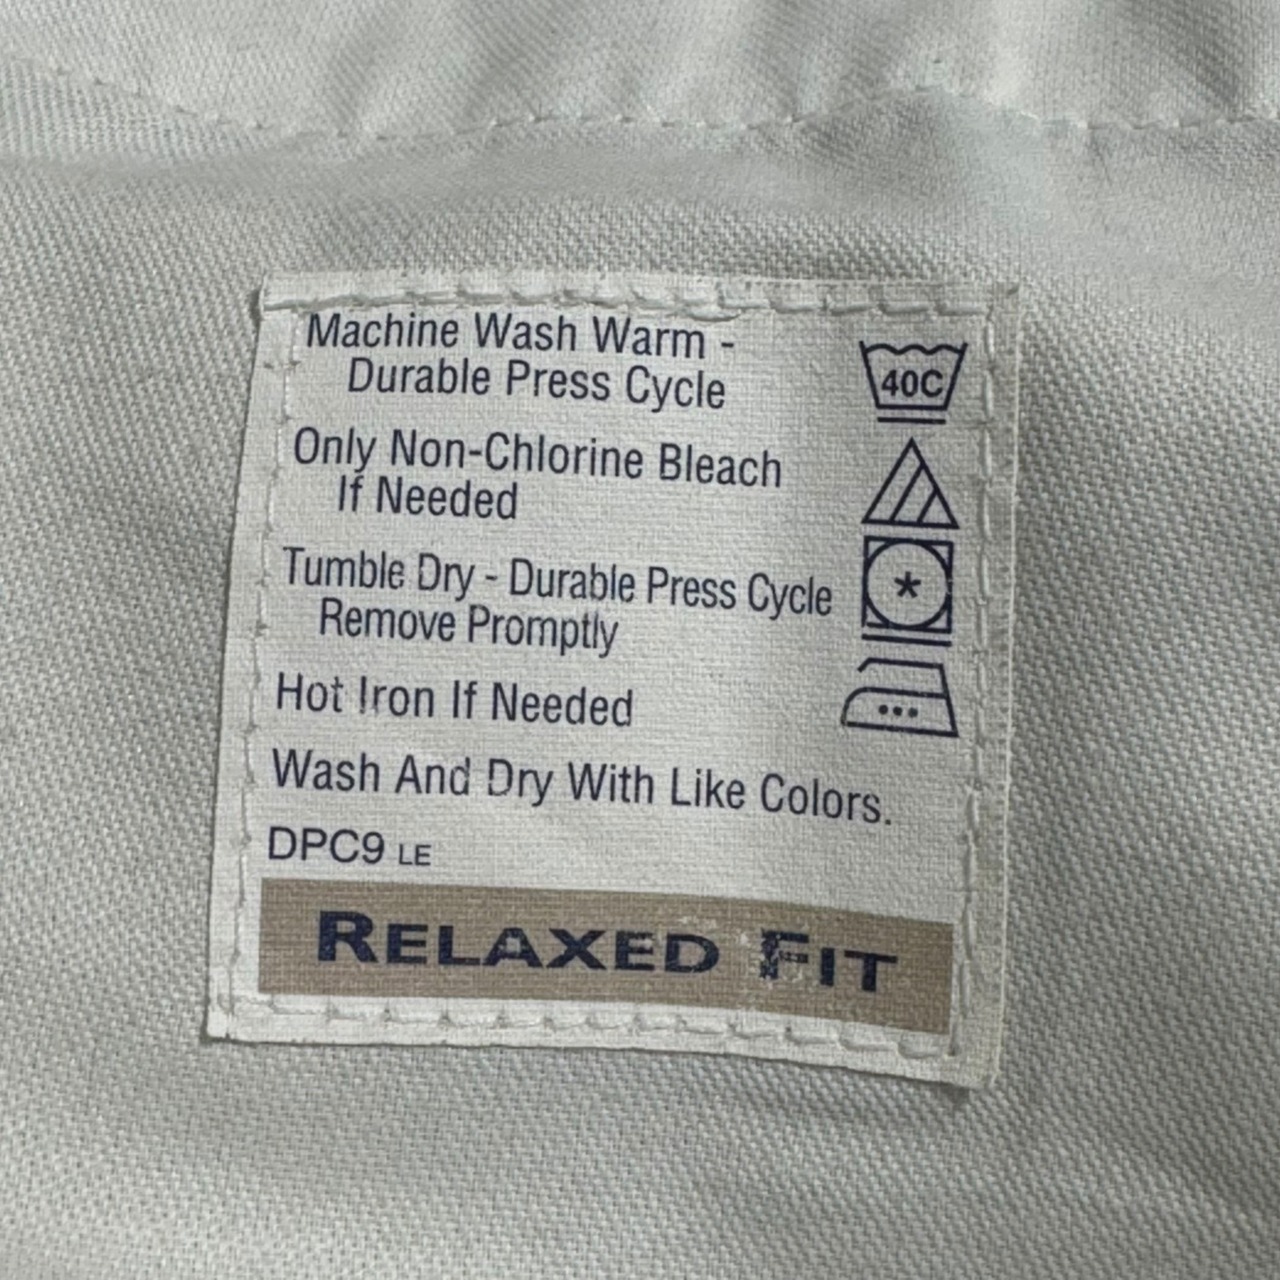 Machine Wash Warm -
Durable Press Cycle
40C
Only Non-Chlorine Bleach
If Needed
Tumble Dry - Durable Press Cycle
Remove Promptly
Hot Iron If Needed
Wash And Dry With Like Colors.
DPC9 LE
RELAXED FIT